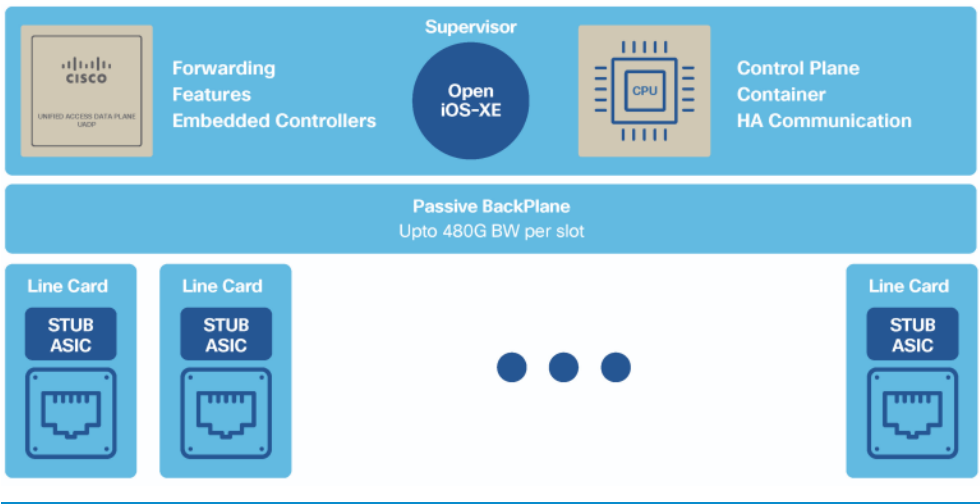 Supervisor
CISCO
UNIFIED ACCESS DATA PLANE
UADP
Forwarding
Features
Embedded Controllers
Open
iOS-XE
CPU
Control Plane
Container
HA Communication
Passive BackPlane
Upto 480G BW per slot
Line Card
STUB
ASIC
Line Card
STUB
ASIC
Line Card
STUB
ASIC